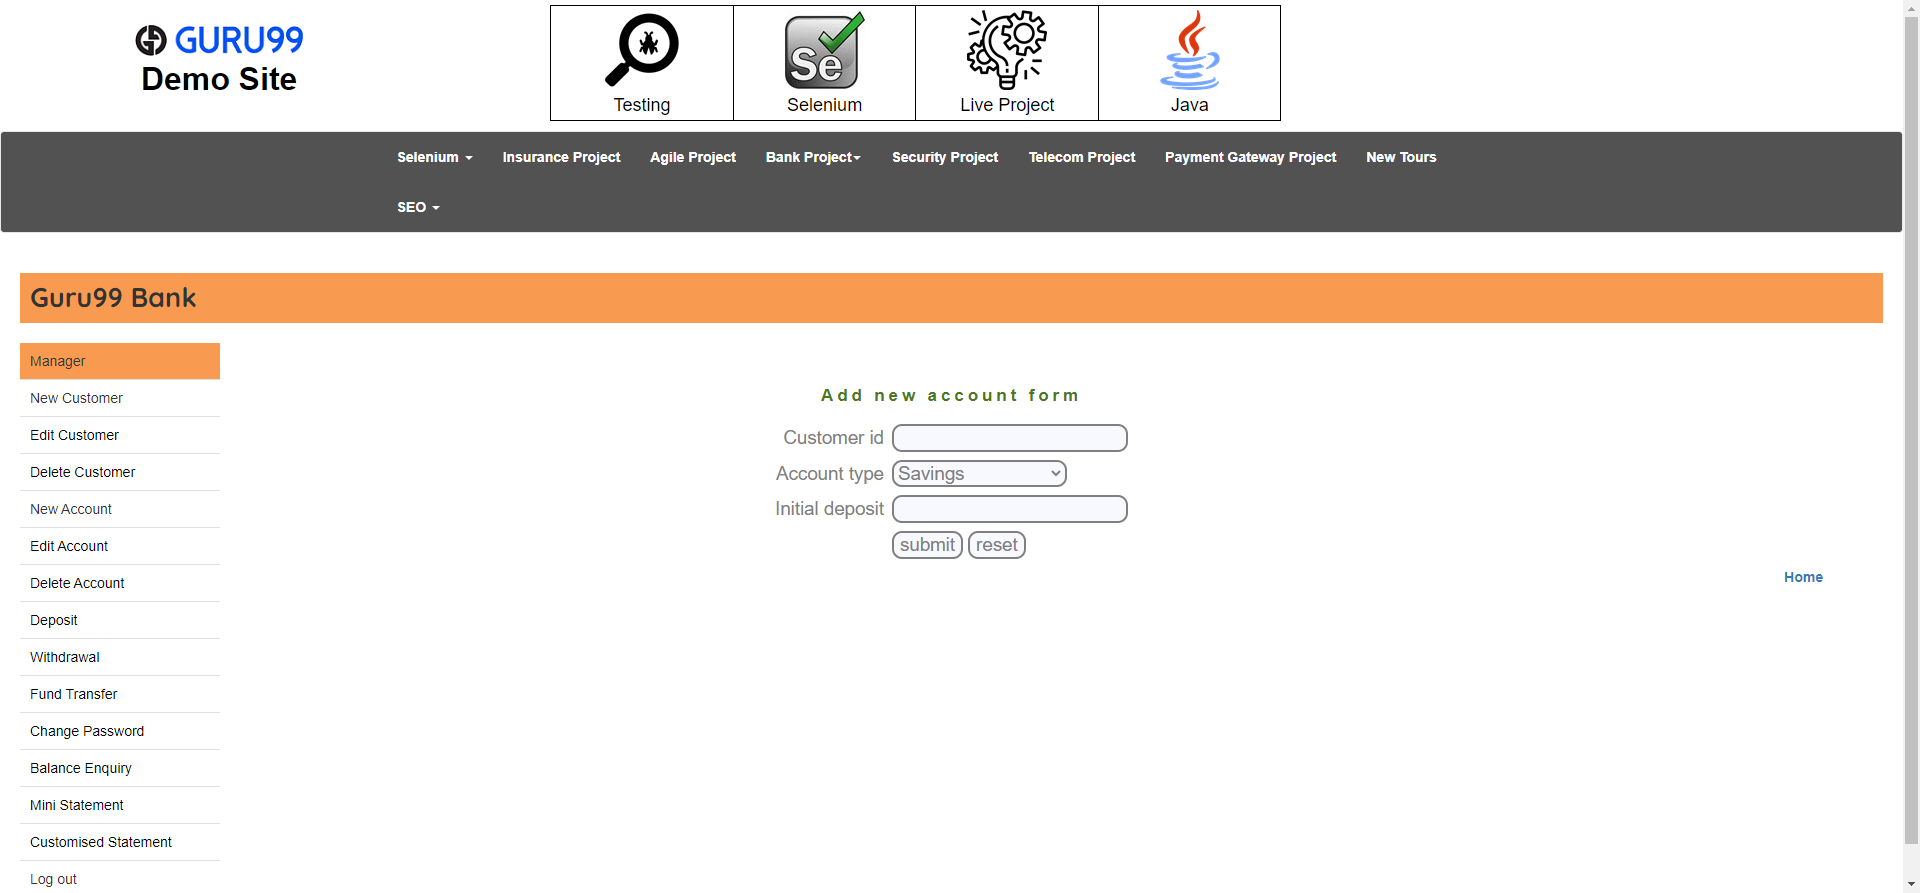 GURU99
Demo Site
Testing
Se
Selenium
Live Project
Java
Selenium
Insurance Project
Agile Project
Bank Project
Security Project
Telecom Project
Payment Gateway Project
New Tours
SEO
Guru99 Bank
Manager
New Customer
Edit Customer
Delete Customer
New Account
Edit Account
Delete Account
Deposit
Withdrawal
Fund Transfer
Change Password
Balance Enquiry
Mini Statement
Customised Statement
Log out
Add new account form
Customer id
Account type Savings
Initial deposit
submit reset
Home